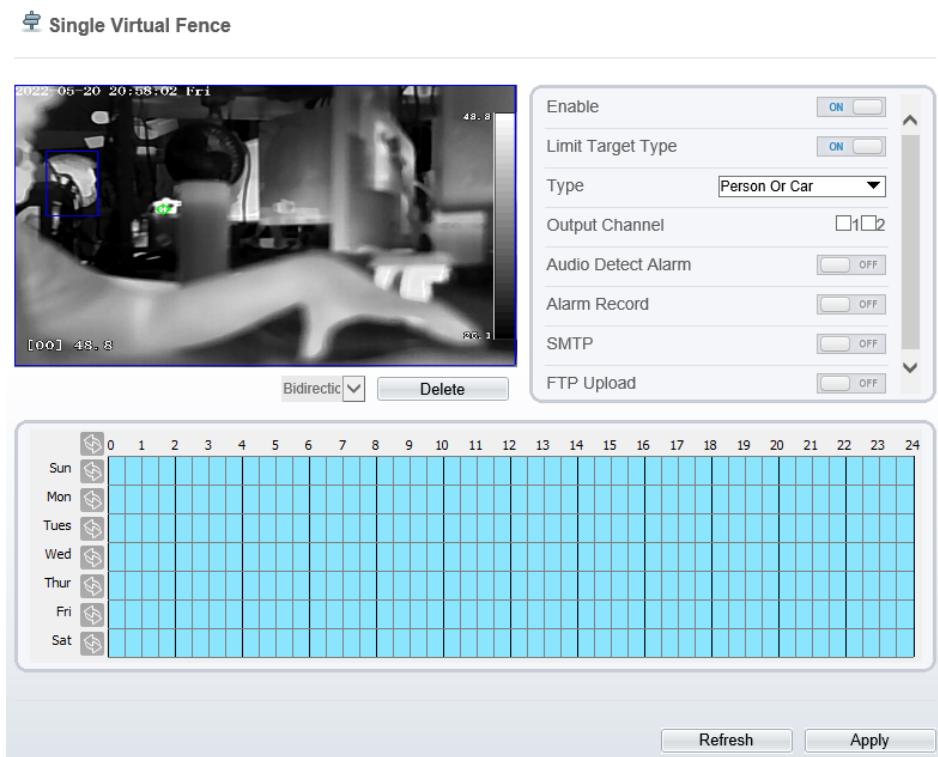 Single Virtual Fence
2022-05-20 20:58:02 Fri
48.8
26.1
[00] 48.8
Bidirectic
Delete
Enable ON
Limit Target Type ON
Type Person Or Car
Output Channel 1 2
Audio Detect Alarm OFF
Alarm Record OFF
SMTP OFF
FTP Upload OFF
0 1 2 3 4 5 6 7 8 9 10 11 12 13 14 15 16 17 18 19 20 21 22 23 24
Sun
Mon
Tues
Wed
Thur
Fri
Sat
Refresh Apply